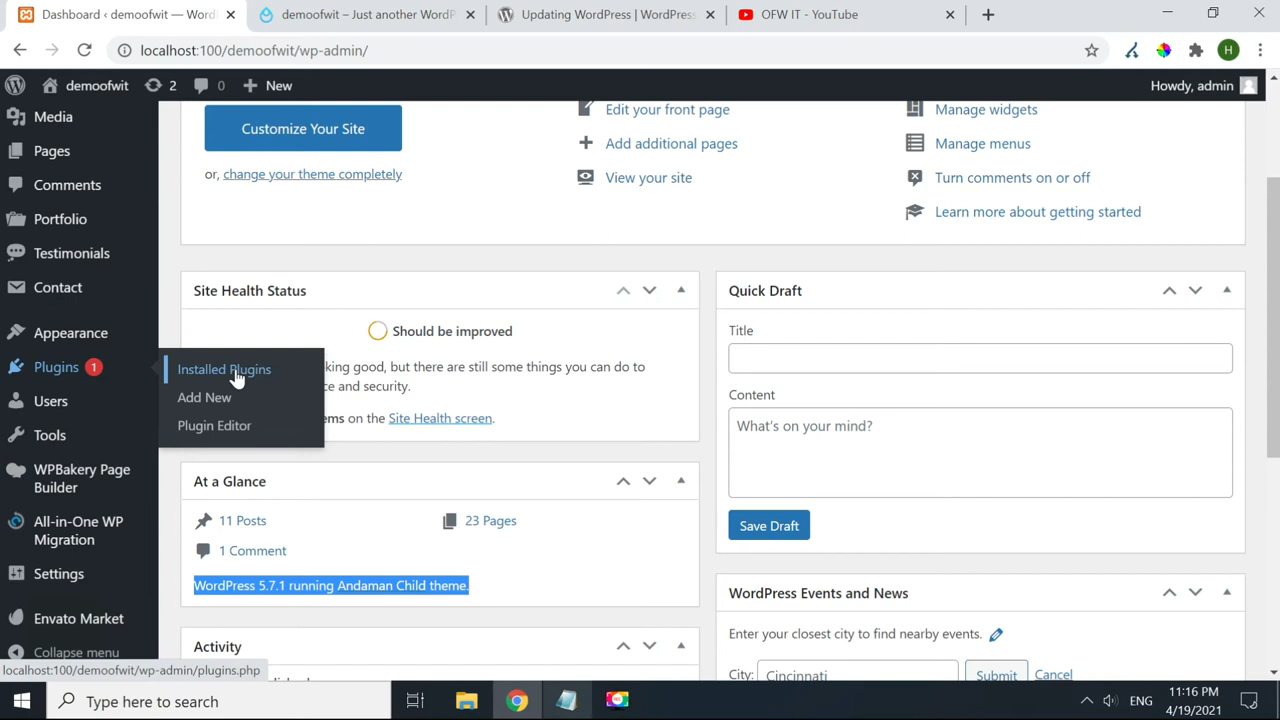 Dashboard ‹ demoofwit — Word
demoofwit – Just another WordP
Updating WordPress | WordPress
OFW IT - YouTube
localhost:100/demoofwit/wp-admin/
H
demoofwit
2
0
New
Howdy, admin
Media
Pages
Comments
Portfolio
Testimonials
Contact
Appearance
Plugins 1
Users
Tools
WPBakery Page
Builder
All-in-One WP
Migration
Settings
Envato Market
Collapse menu
Installed Plugins
Add New
Plugin Editor
Customize Your Site
or, change your theme completely
Edit your front page
Add additional pages
View your site
Manage widgets
Manage menus
Turn comments on or off
Learn more about getting started
Site Health Status
Should be improved
king good, but there are still some things you can do to
ce and security.
ems on the Site Health screen.
At a Glance
11 Posts
23 Pages
1 Comment
WordPress 5.7.1 running Andaman Child theme.
Activity
Quick Draft
Title
Content
What's on your mind?
Save Draft
WordPress Events and News
Enter your closest city to find nearby events.
City:
Cincinnati
Submit
Cancel
localhost:100/demoofwit/wp-admin/plugins.php
Type here to search
ENG
11:16 PM
4/19/2021